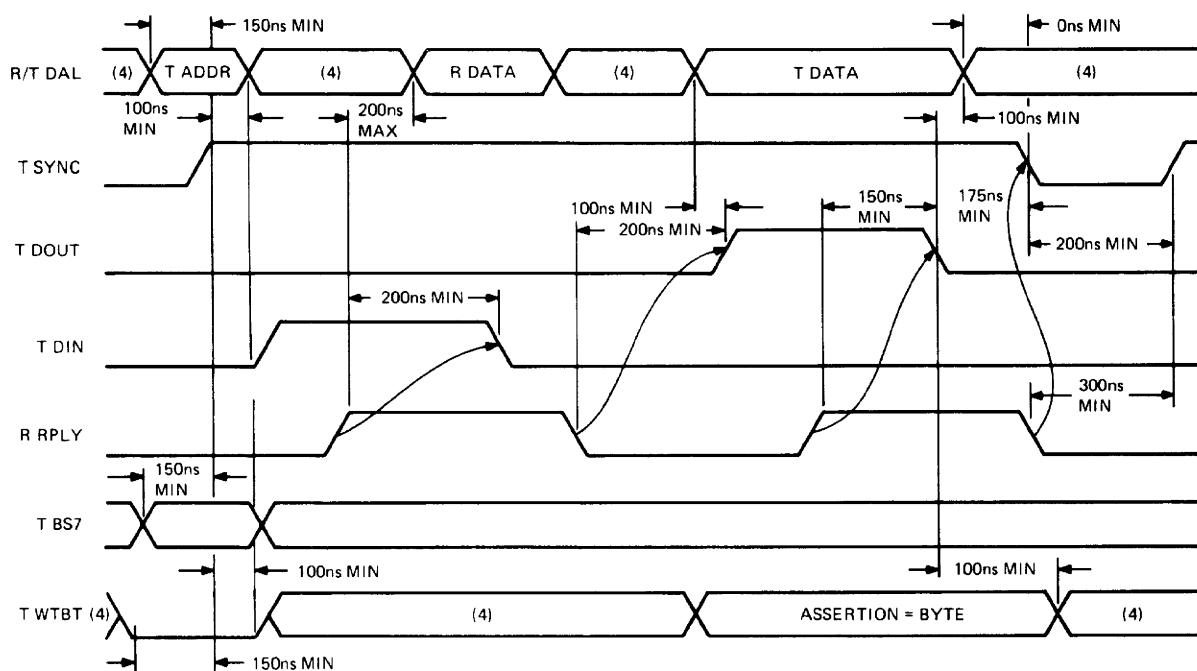 150ns MIN
0ns MIN
R/T DAL
(4)
T ADDR
(4)
R DATA
(4)
T DATA
(4)
100ns
MIN
200ns
MAX
100ns MIN
T SYNC
100ns MIN
200ns MIN
150ns
MIN
175ns
MIN
200ns MIN
T DOUT
200ns MIN
T DIN
300ns
MIN
R RPLY
150ns
MIN
T BS7
100ns MIN
100ns MIN
T WTBT (4)
(4)
ASSERTION = BYTE
(4)
150ns MIN